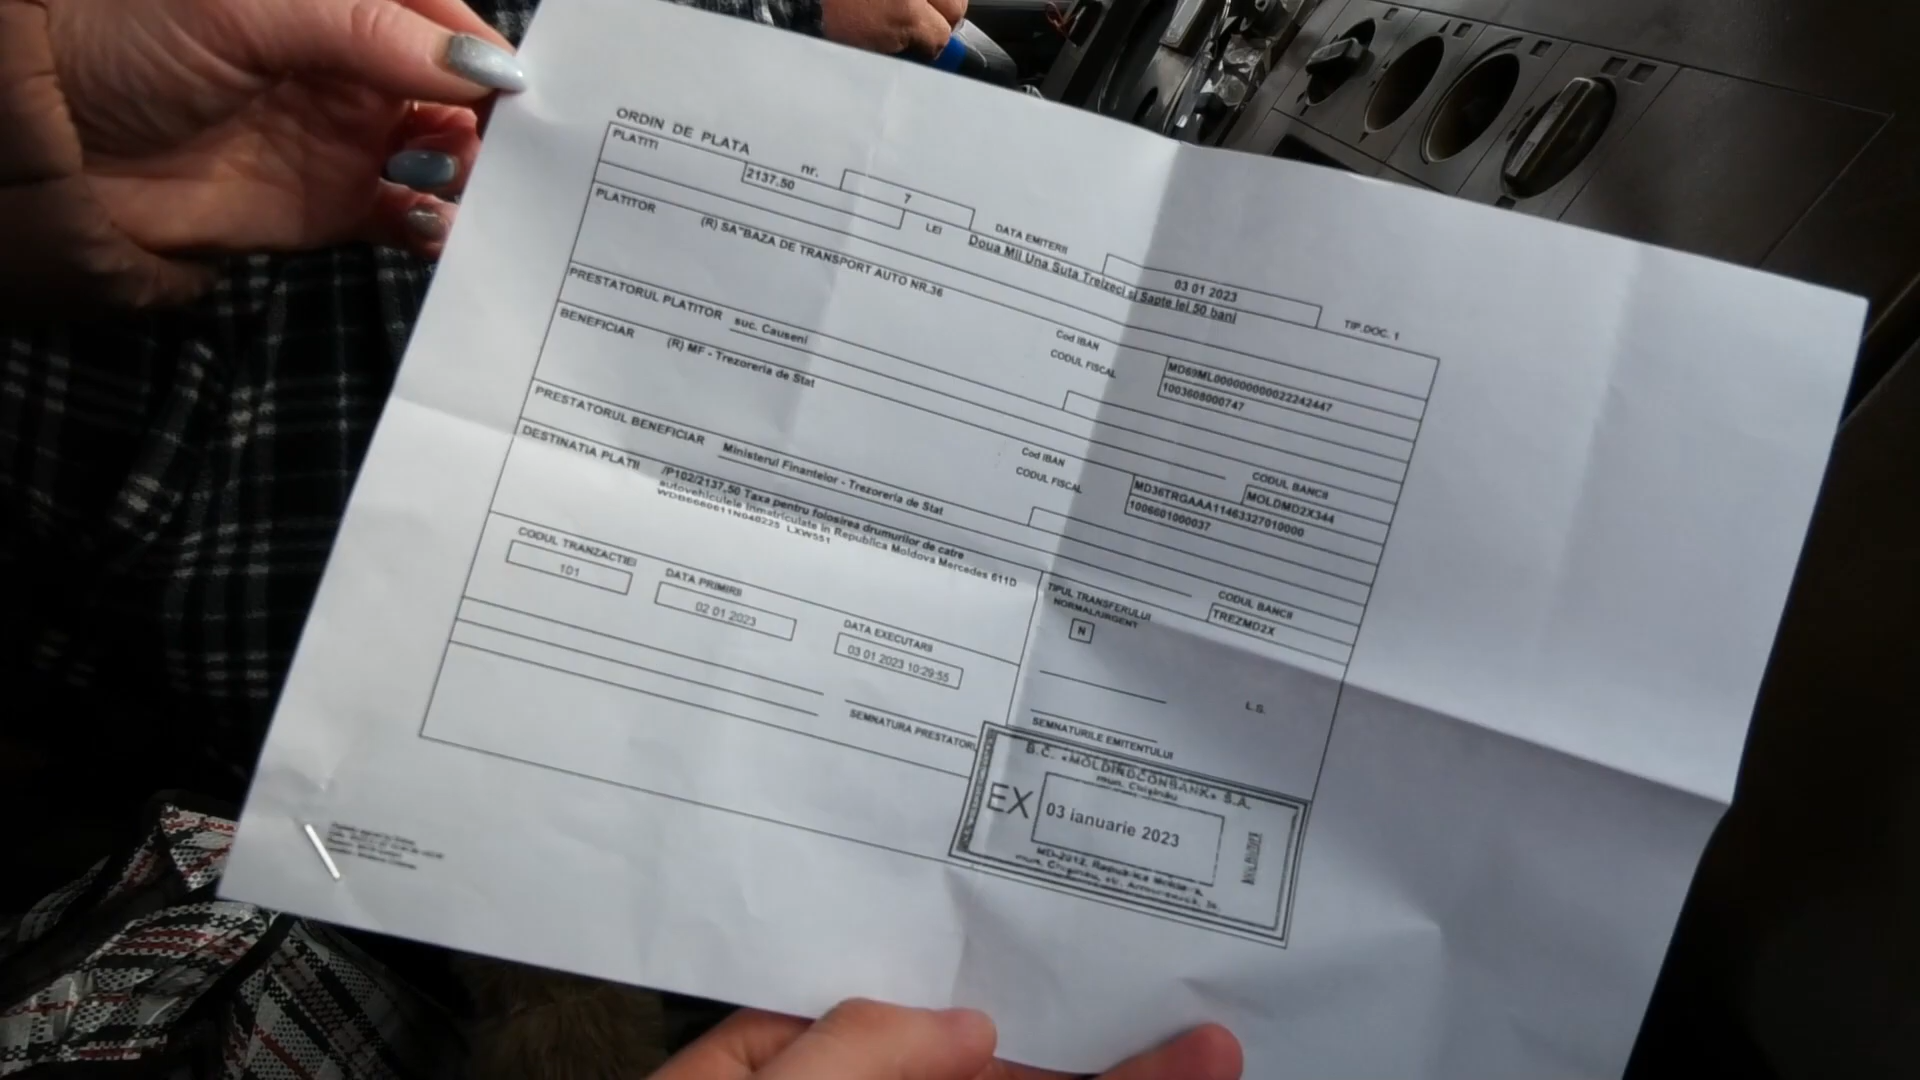 ORDIN DE PLATA nr. 7 DATA EMITERII 03 01 2023 TIP.DOC. 1
PLATITI 2137.50 LEI Doua Mii Una Suta Treizeci si Sapte lei 50 bani
PLATITOR (R) SA"BAZA DE TRANSPORT AUTO NR.36
Cod IBAN MD69ML000000000022242447
CODUL FISCAL 1003608000747
PRESTATORUL PLATITOR suc. Causeni
CODUL BANCII MOLDMD2X344
BENEFICIAR (R) MF - Trezoreria de Stat
Cod IBAN MD36TRGAAA11463327010000
CODUL FISCAL 1006601000037
PRESTATORUL BENEFICIAR Ministerul Finantelor - Trezoreria de Stat
CODUL BANCII TREZMD2X
DESTINATIA PLATII /P102/2137.50 Taxa pentru folosirea drumurilor de catre
autovehiculele inmatriculate in Republica Moldova Mercedes 611D
LXW551
TIPUL TRANSFERULUI
NORMAL/URGENT
N
CODUL TRANZACTIEI
101
DATA PRIMIRII
02 01 2023
DATA EXECUTARII
03 01 2023 10:29:55
L.S.
SEMNATURA PRESTATORUL
SEMNATURILE EMITENTULUI
B.C. «MOLDINDCONBANK» S.A.
mun. Chişinău
EX
03 ianuarie 2023